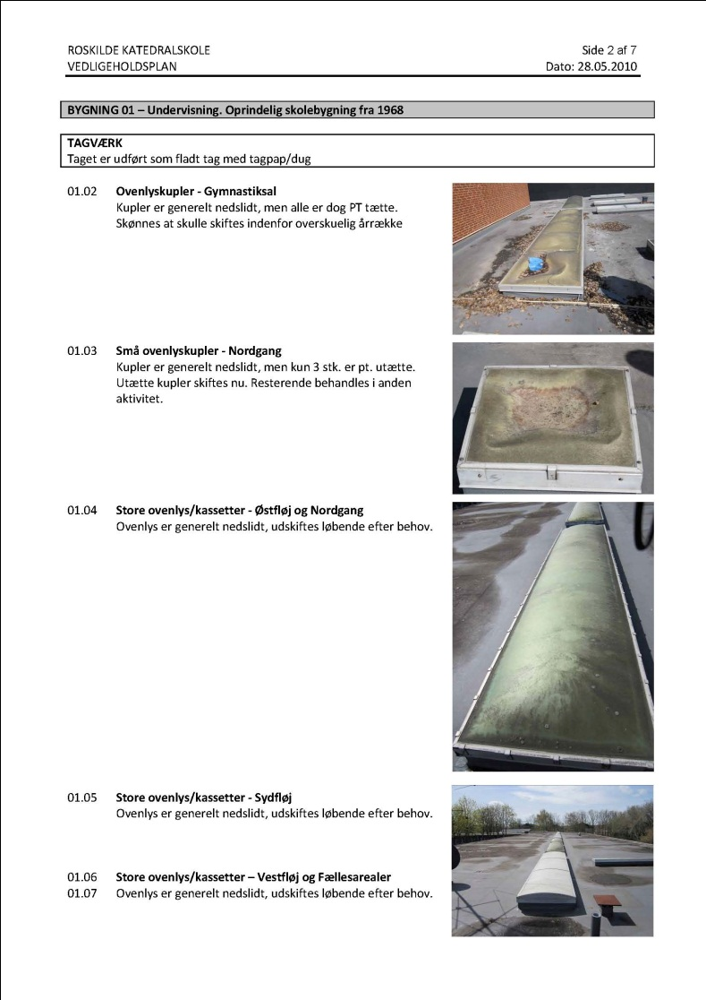 ROSKILDE KATEDRALSKOLE
Side 2 af 7
VEDLIGEHOLDSPLAN
Dato: 28.05.2010
BYGNING 01 – Undervisning. Oprindelig skolebygning fra 1968
TAGVÆRK
Taget er udført som fladt tag med tagpap/dug
01.02 Ovenlyskupler - Gymnastiksal
Kupler er generelt nedslidt, men alle er dog PT tætte.
Skønnes at skulle skiftes indenfor overskuelig årrække
01.03 Små ovenlyskupler - Nordgang
Kupler er generelt nedslidt, men kun 3 stk. er pt. utætte.
Utætte kupler skiftes nu. Resterende behandles i anden
aktivitet.
01.04 Store ovenlys/kassetter - Østfløj og Nordgang
Ovenlys er generelt nedslidt, udskiftes løbende efter behov.
01.05 Store ovenlys/kassetter - Sydfløj
Ovenlys er generelt nedslidt, udskiftes løbende efter behov.
01.06 Store ovenlys/kassetter – Vestfløj og Fællesarealer
01.07 Ovenlys er generelt nedslidt, udskiftes løbende efter behov.